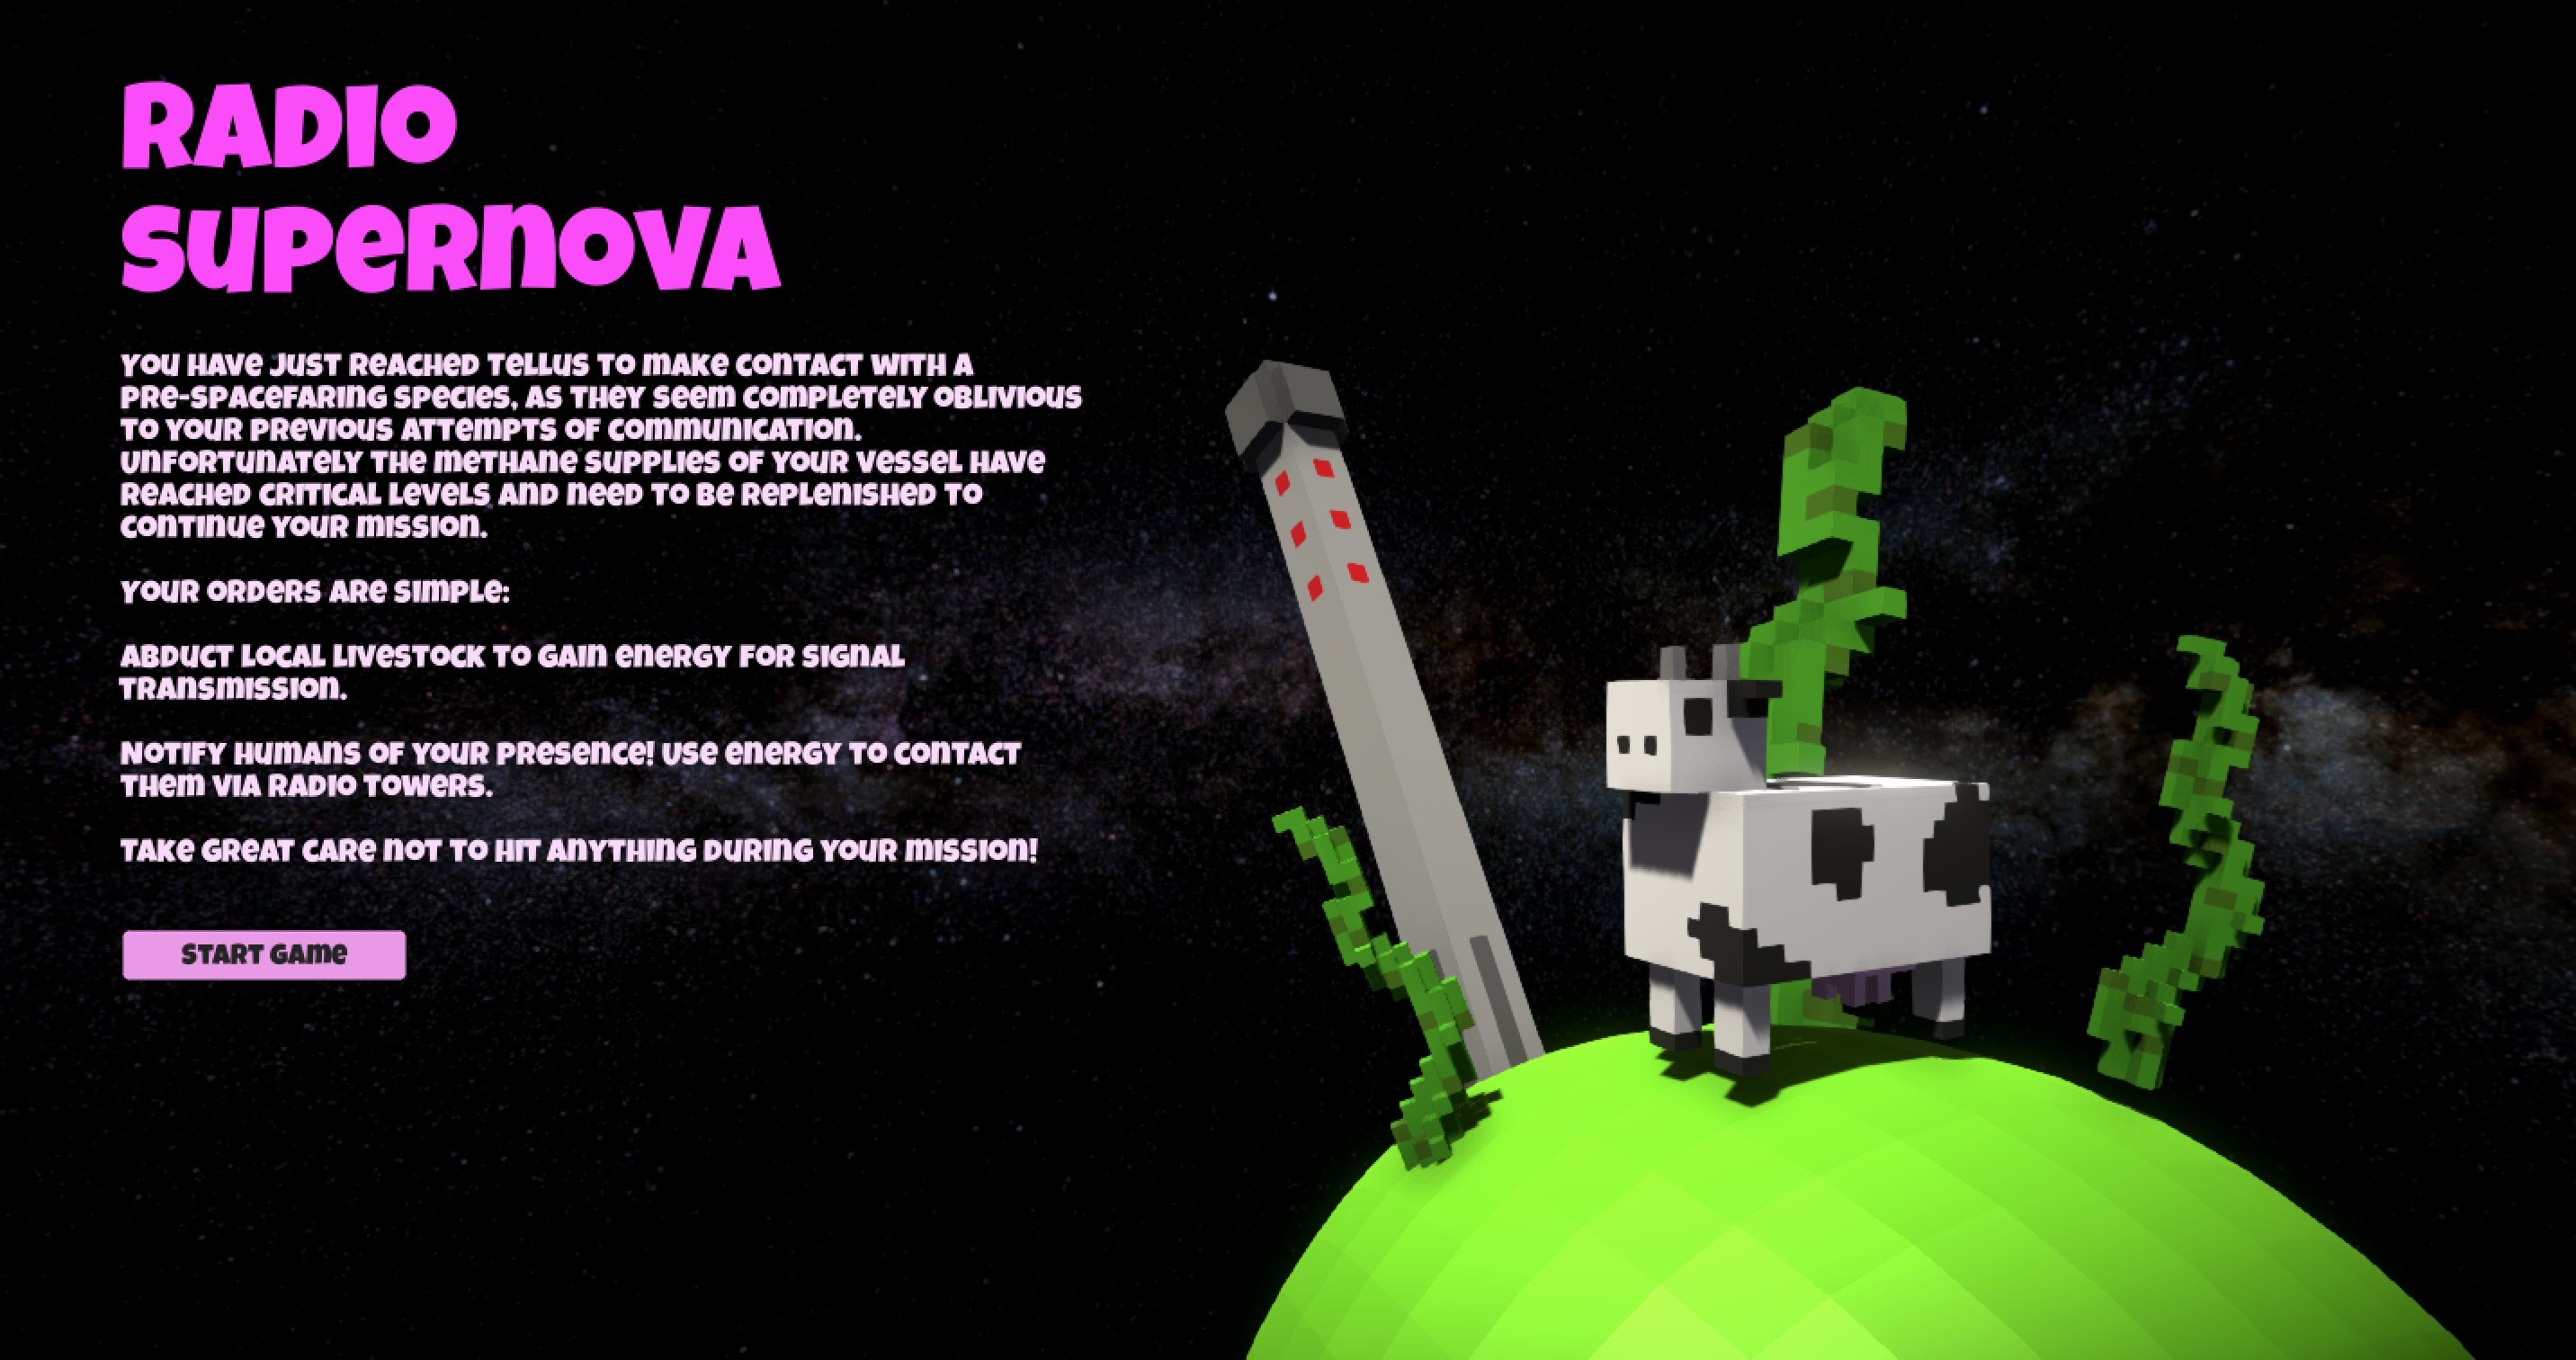 RADIO
SUPERNOVA
YOU HAVE JUST REACHED TELLUS TO MAKE CONTACT WITH A
PRE-SPACEFARING SPECIES, AS THEY SEEM COMPLETELY OBLIVIOUS
TO YOUR PREVIOUS ATTEMPTS OF COMMUNICATION.
UNFORTUNATELY THE METHANE SUPPLIES OF YOUR VESSEL HAVE
REACHED CRITICAL LEVELS AND NEED TO BE REPLENISHED TO
CONTINUE YOUR MISSION.
YOUR ORDERS ARE SIMPLE:
ABDUCT LOCAL LIVESTOCK TO GAIN ENERGY FOR SIGNAL
TRANSMISSION.
NOTIFY HUMANS OF YOUR PRESENCE! USE ENERGY TO CONTACT
THEM VIA RADIO TOWERS.
TAKE GREAT CARE NOT TO HIT ANYTHING DURING YOUR MISSION!
START GAME